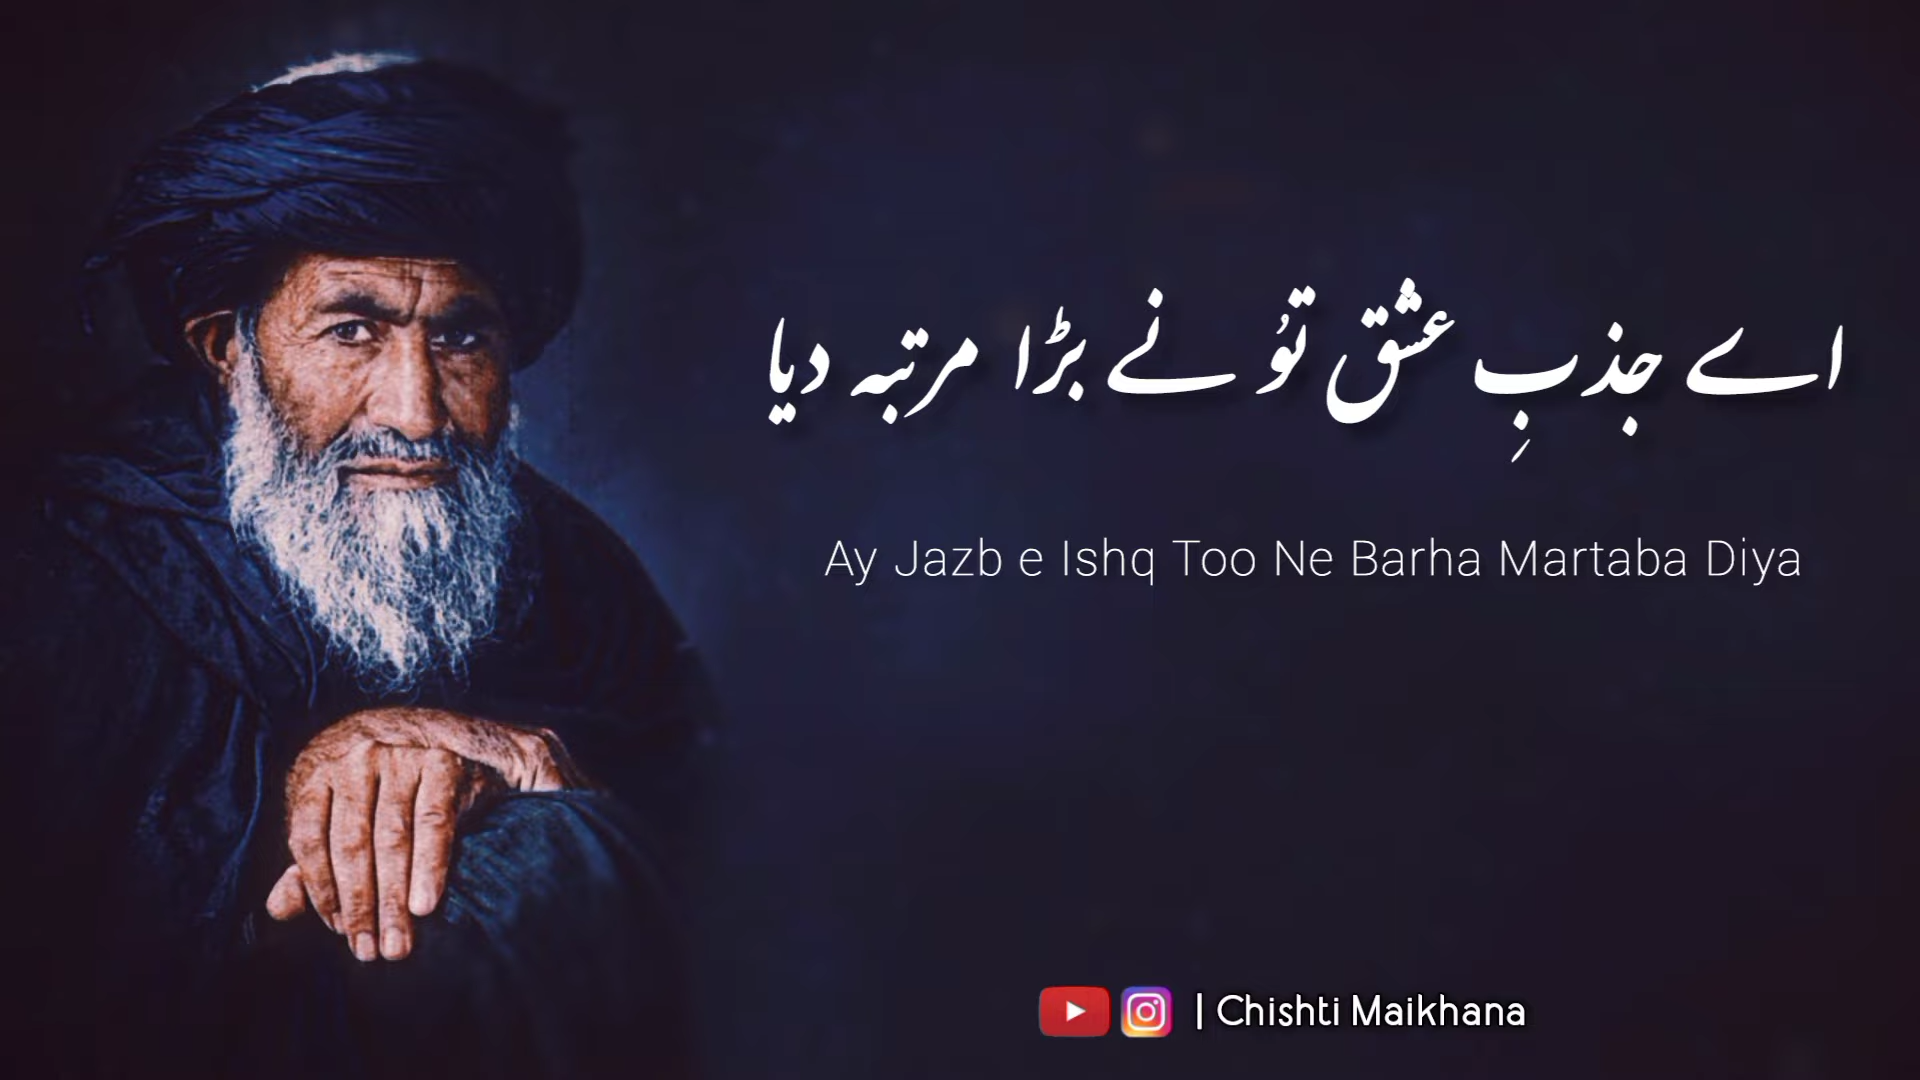 اے جذبِ عشق تُو نے بڑا مرتبہ دیا
Ay Jazb e Ishq Too Ne Barha Martaba Diya
| Chishti Maikhana